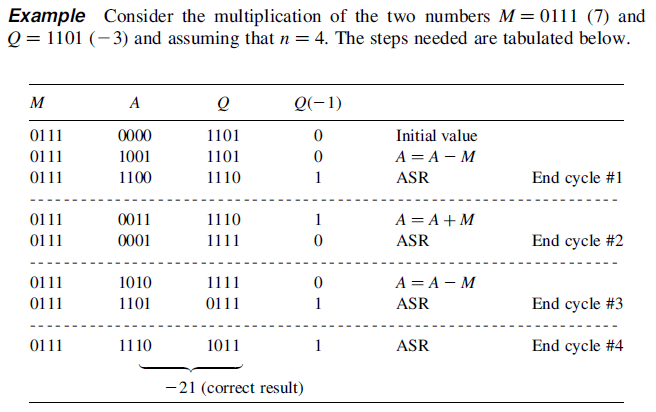 Example Consider the multiplication of the two numbers M = 0111 (7) and
Q = 1101 (−3) and assuming that n = 4. The steps needed are tabulated below.
M A Q Q(−1)
0111 0000 1101 0 Initial value
0111 1001 1101 0 A = A − M
0111 1100 1110 1 ASR End cycle #1
0111 0011 1110 1 A = A + M
0111 0001 1111 0 ASR End cycle #2
0111 1010 1111 0 A = A − M
0111 1101 0111 1 ASR End cycle #3
0111 1110 1011 1 ASR End cycle #4
−21 (correct result)